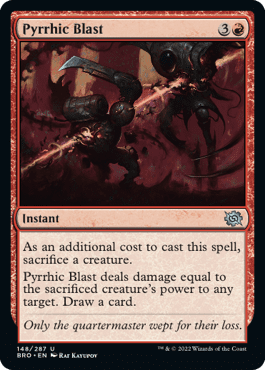 Pyrrhic Blast 3
Instant
As an additional cost to cast this spell,
sacrifice a creature.
Pyrrhic Blast deals damage equal to
the sacrificed creature's power to any
target. Draw a card.
Only the quartermaster wept for their loss.
148/287 U
BRO • EN Raf Kayupov
™ & © 2022 Wizards of the Coast